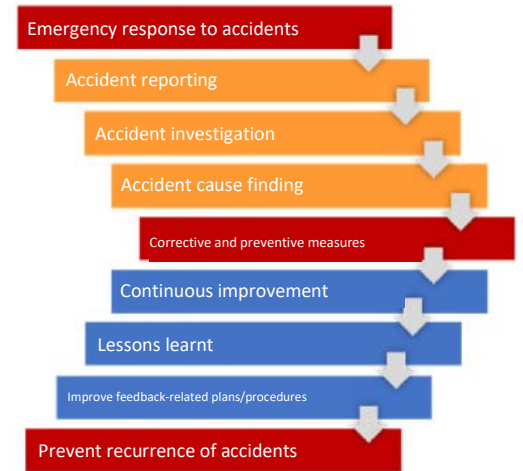 Emergency response to accidents
Accident reporting
Accident investigation
Accident cause finding
Corrective and preventive measures
Continuous improvement
Lessons learnt
Improve feedback-related plans/procedures
Prevent recurrence of accidents